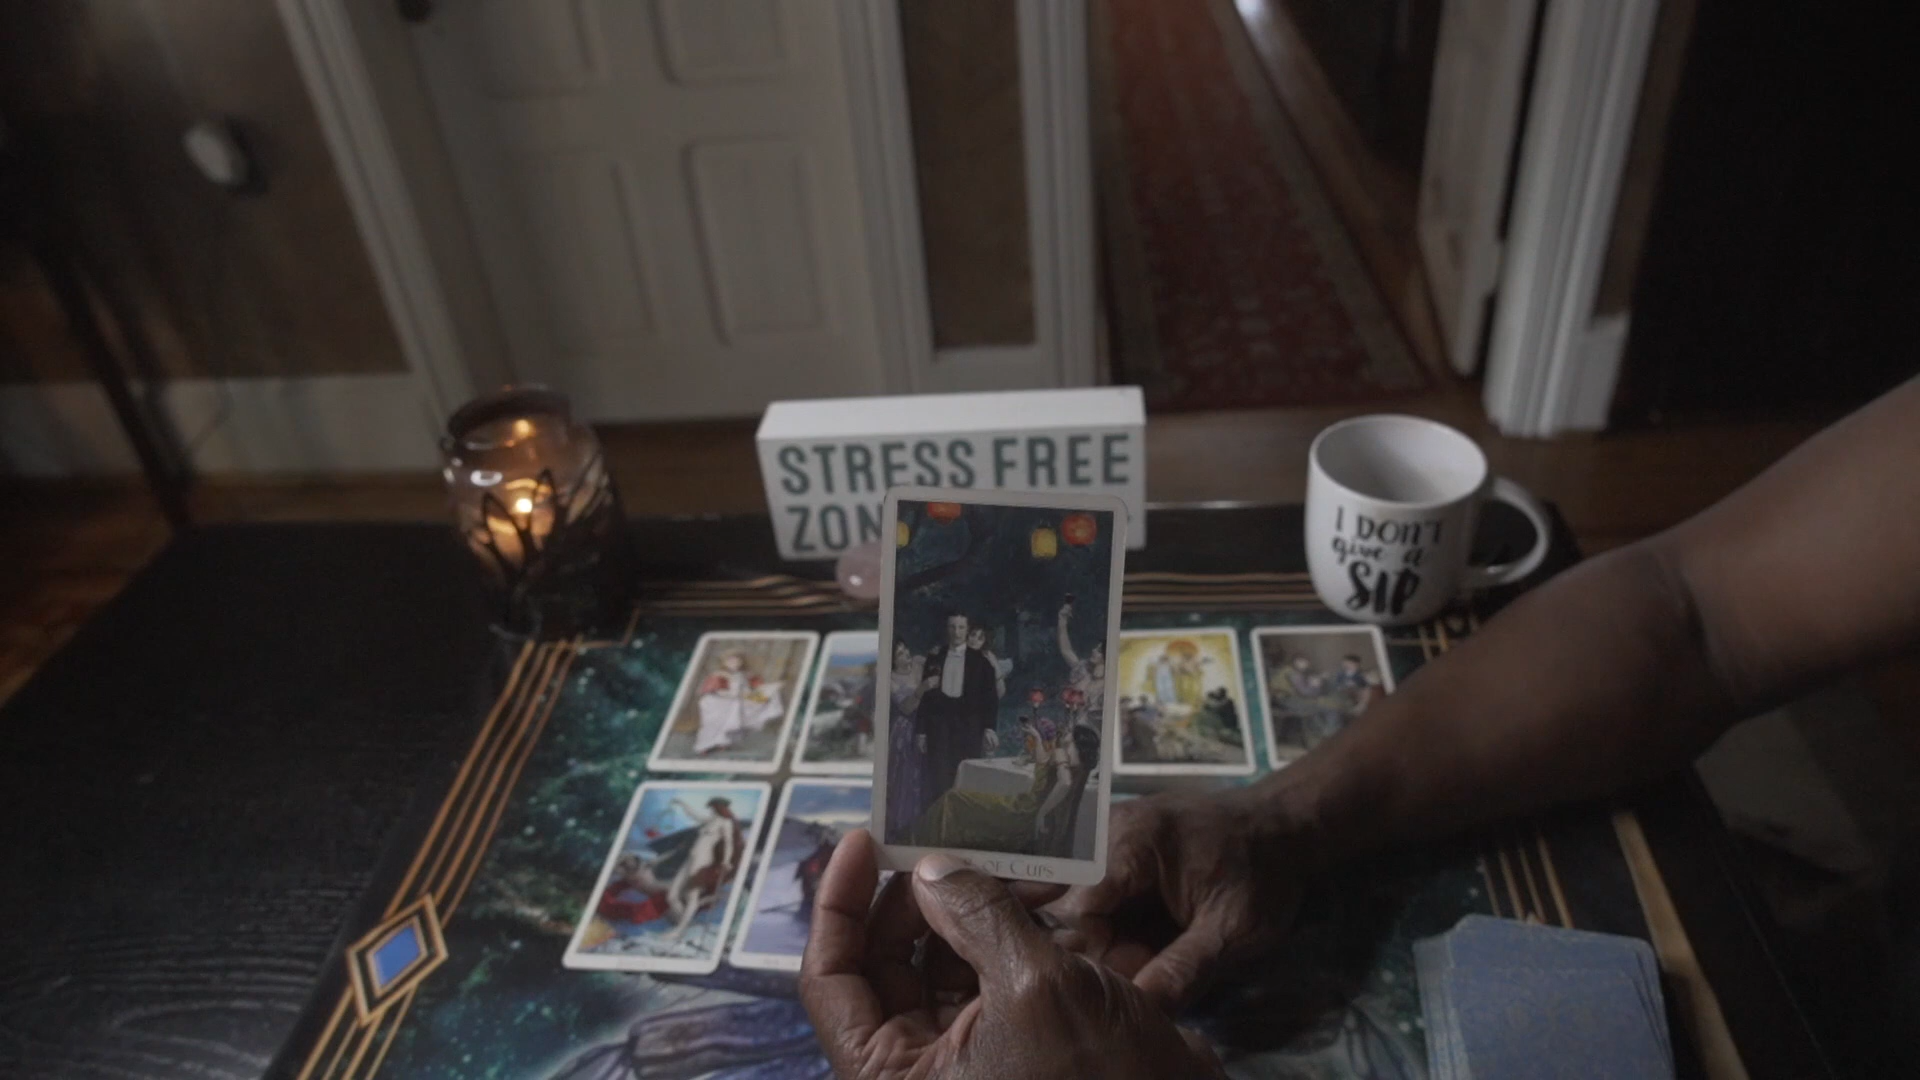 STRESS FREE
ZON
I DON'T
give a
SIP
OF CUPS